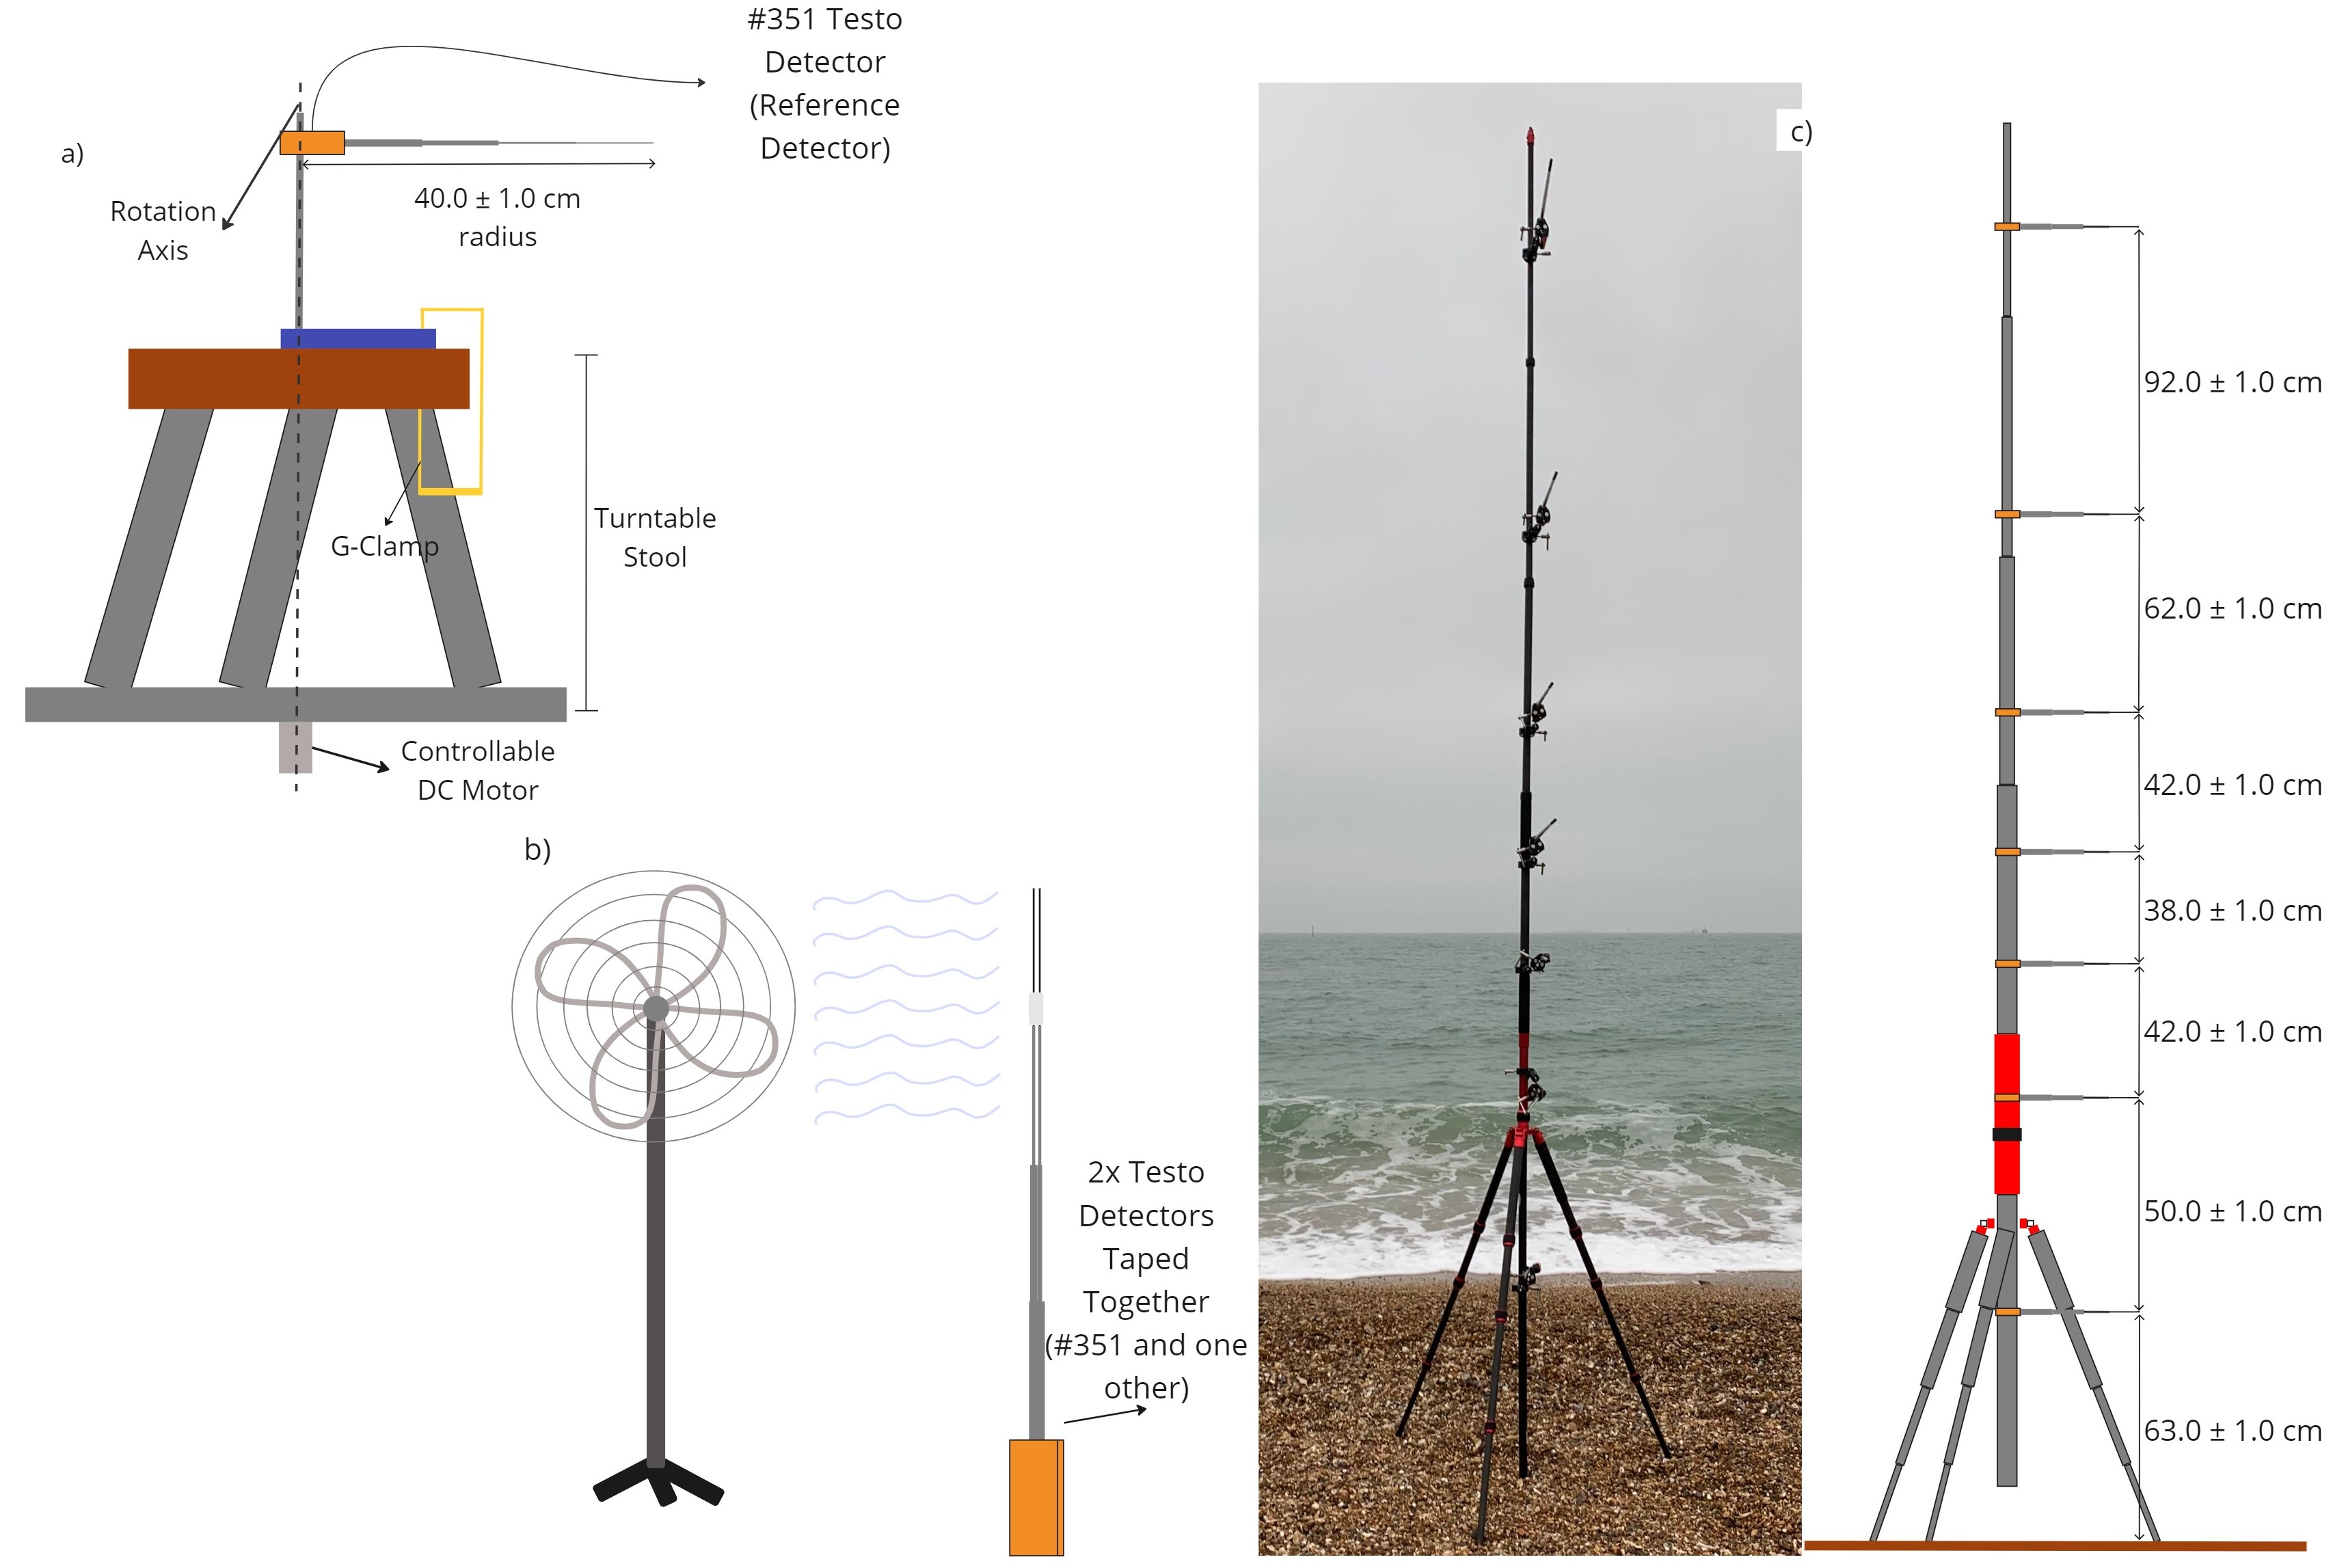 #351 Testo
Detector
(Reference
Detector)
a)
Rotation
Axis
40.0 ± 1.0 cm
radius
G-Clamp
Turntable
Stool
Controllable
DC Motor
b)
2x Testo
Detectors
Taped
Together
(#351 and one
other)
c)
92.0 ± 1.0 cm
62.0 ± 1.0 cm
42.0 ± 1.0 cm
38.0 ± 1.0 cm
42.0 ± 1.0 cm
50.0 ± 1.0 cm
63.0 ± 1.0 cm